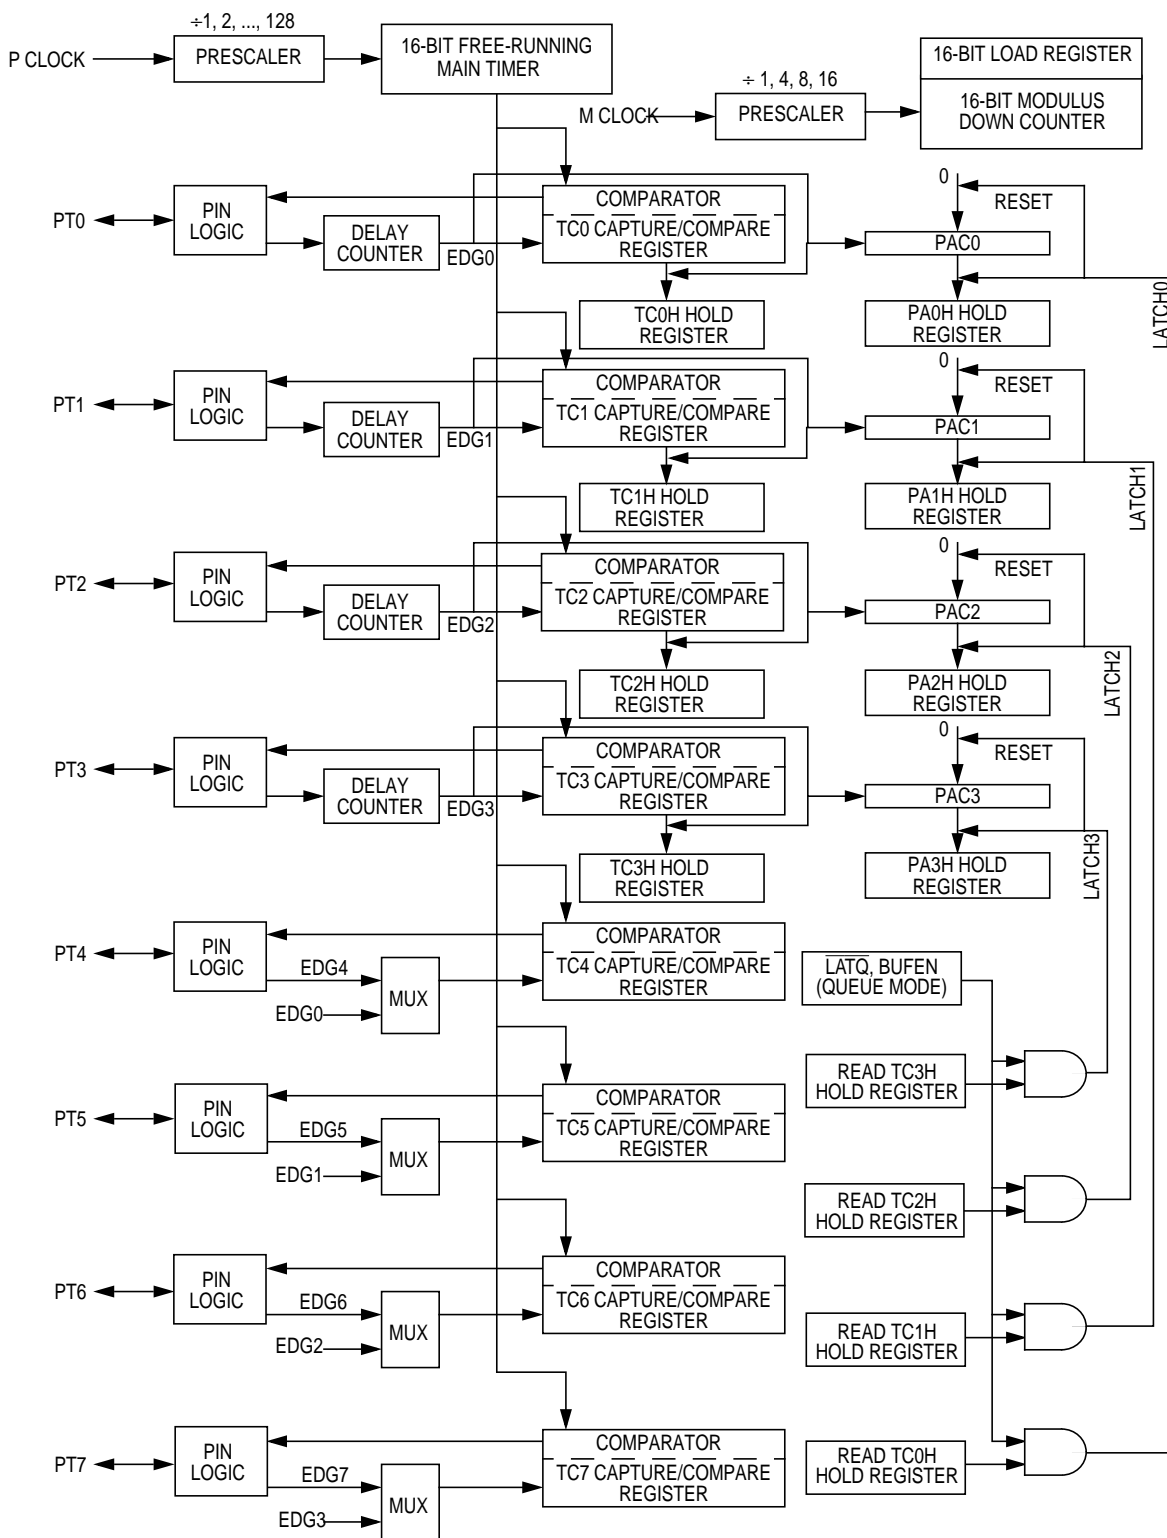 ÷1, 2, ..., 128
P CLOCK
PRESCALER
16-BIT FREE-RUNNING
MAIN TIMER
÷ 1, 4, 8, 16
M CLOCK
PRESCALER
16-BIT LOAD REGISTER
16-BIT MODULUS
DOWN COUNTER
PT0
PIN
LOGIC
DELAY
COUNTER
EDG0
COMPARATOR
TC0 CAPTURE/COMPARE
REGISTER
TC0H HOLD
REGISTER
0
RESET
PAC0
PA0H HOLD
REGISTER
LATCH0
PT1
PIN
LOGIC
DELAY
COUNTER
EDG1
COMPARATOR
TC1 CAPTURE/COMPARE
REGISTER
TC1H HOLD
REGISTER
0
RESET
PAC1
PA1H HOLD
REGISTER
LATCH1
PT2
PIN
LOGIC
DELAY
COUNTER
EDG2
COMPARATOR
TC2 CAPTURE/COMPARE
REGISTER
TC2H HOLD
REGISTER
0
RESET
PAC2
PA2H HOLD
REGISTER
LATCH2
PT3
PIN
LOGIC
DELAY
COUNTER
EDG3
COMPARATOR
TC3 CAPTURE/COMPARE
REGISTER
TC3H HOLD
REGISTER
0
RESET
PAC3
PA3H HOLD
REGISTER
LATCH3
PT4
PIN
LOGIC
EDG4
EDG0
MUX
COMPARATOR
TC4 CAPTURE/COMPARE
REGISTER
LATQ, BUFEN
(QUEUE MODE)
READ TC3H
HOLD REGISTER
PT5
PIN
LOGIC
EDG5
EDG1
MUX
COMPARATOR
TC5 CAPTURE/COMPARE
REGISTER
READ TC2H
HOLD REGISTER
PT6
PIN
LOGIC
EDG6
EDG2
MUX
COMPARATOR
TC6 CAPTURE/COMPARE
REGISTER
READ TC1H
HOLD REGISTER
PT7
PIN
LOGIC
EDG7
EDG3
MUX
COMPARATOR
TC7 CAPTURE/COMPARE
REGISTER
READ TC0H
HOLD REGISTER